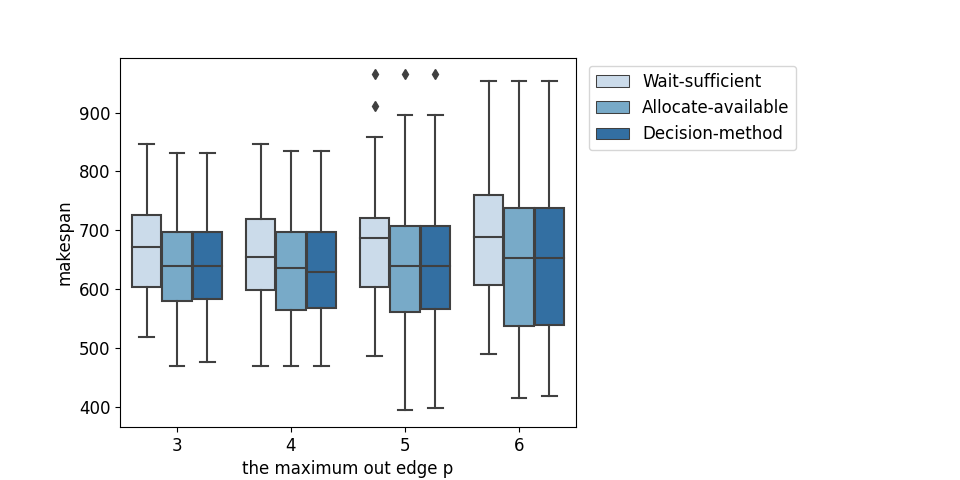 Wait-sufficient
Allocate-available
Decision-method
makespan
900
800
700
600
500
400
3 4 5 6
the maximum out edge p